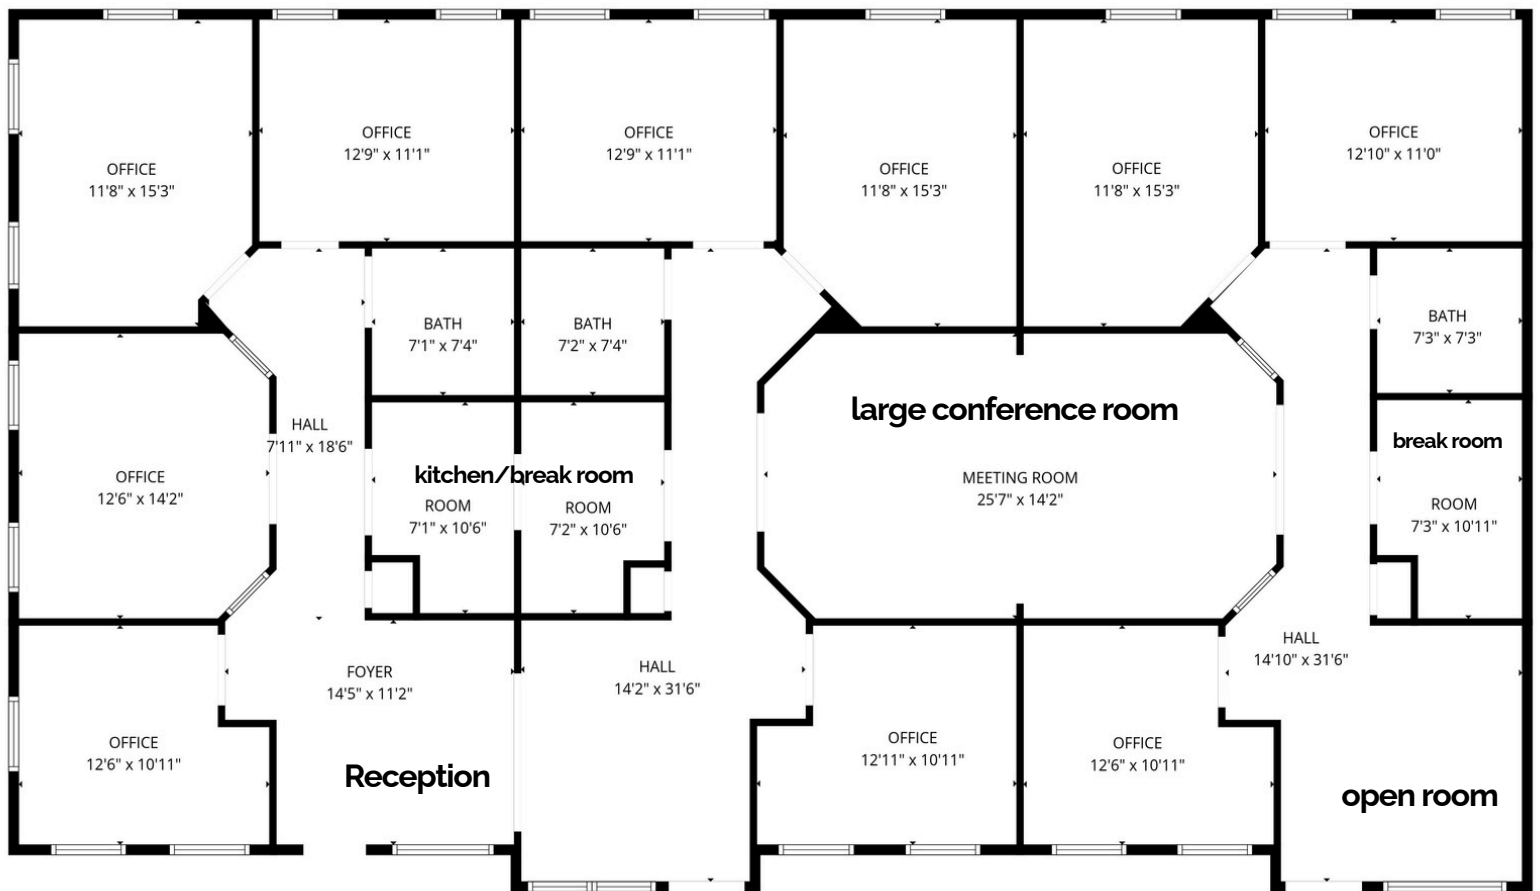 OFFICE
11'8" x 15'3"
OFFICE
12'9" x 11'1"
OFFICE
12'9" x 11'1"
OFFICE
11'8" x 15'3"
OFFICE
11'8" x 15'3"
OFFICE
12'10" x 11'0"
BATH
7'1" x 7'4"
BATH
7'2" x 7'4"
BATH
7'3" x 7'3"
HALL
7'11" x 18'6"
OFFICE
12'6" x 14'2"
kitchen/break room
ROOM
7'1" x 10'6"
ROOM
7'2" x 10'6"
large conference room
MEETING ROOM
25'7" x 14'2"
break room
ROOM
7'3" x 10'11"
FOYER
14'5" x 11'2"
HALL
14'2" x 31'6"
HALL
14'10" x 31'6"
OFFICE
12'6" x 10'11"
Reception
OFFICE
12'11" x 10'11"
OFFICE
12'6" x 10'11"
open room